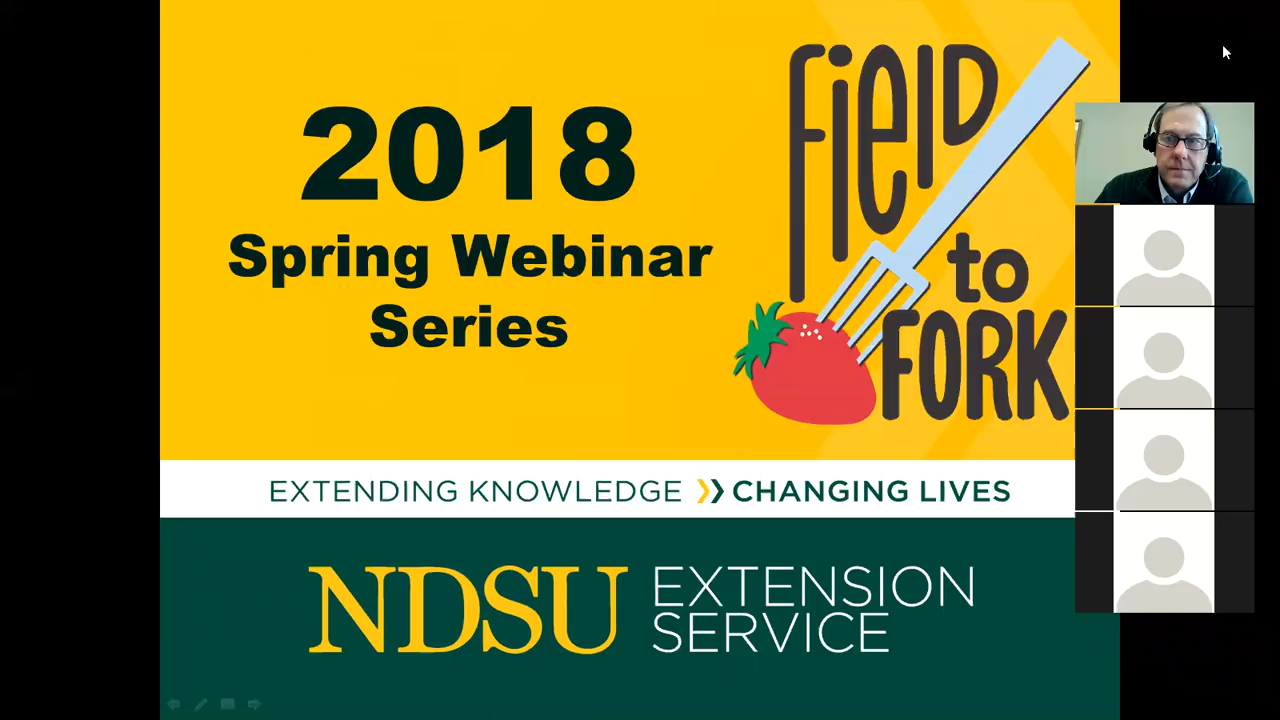 2018
Spring Webinar
Series
FiElD
to
FORK
EXTENDING KNOWLEDGE
CHANGING LIVES
NDSU
EXTENSION
SERVICE